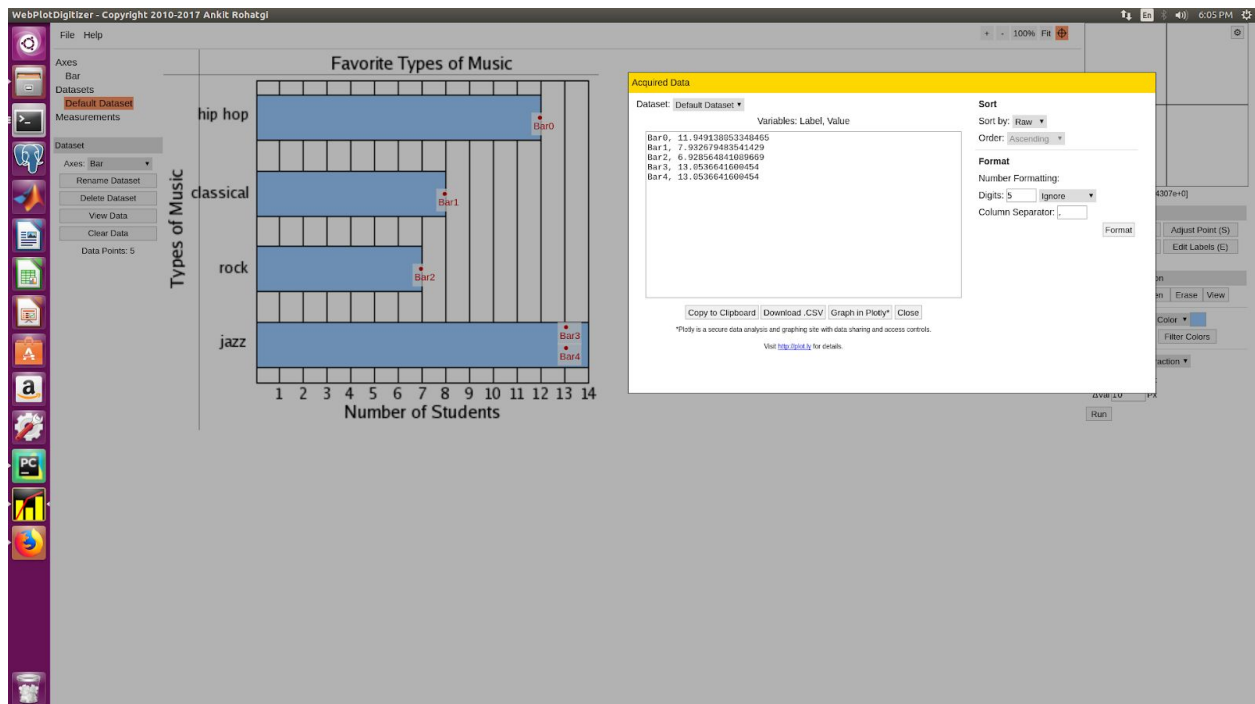 WebPlotDigitizer - Copyright 2010-2017 Ankit Rohatgi
En
6:05 PM
File Help
+ - 100% Fit
Axes
Bar
Datasets
Default Dataset
Measurements
Dataset
Axes: Bar
Rename Dataset
Delete Dataset
View Data
Clear Data
Data Points: 5
Favorite Types of Music
Types of Music
hip hop
Bar0
classical
Bar1
rock
Bar2
jazz
Bar3
Bar4
1 2 3 4 5 6 7 8 9 10 11 12 13 14
Number of Students
Acquired Data
Dataset: Default Dataset
Variables: Label, Value
Bar0, 11.949138053348465
Bar1, 7.932679483541429
Bar2, 6.928564841089669
Bar3, 13.0536641600454
Bar4, 13.0536641600454
Copy to Clipboard Download .CSV Graph in Plotly* Close
*Plotly is a secure data analysis and graphing site with data sharing and access controls.
Visit http://plot.ly for details.
Sort
Sort by: Raw
Order: Ascending
Format
Number Formatting:
Digits: 5 Ignore
Column Separator: ,
Format
4307e+0]
Adjust Point (S)
Edit Labels (E)
Erase View
Color
Filter Colors
Run
PC
a